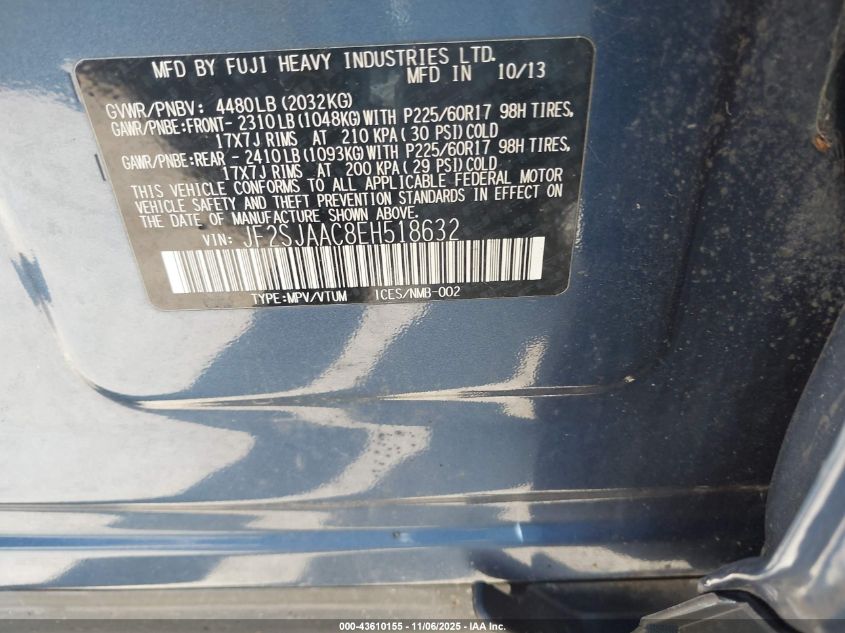 MFD BY FUJI HEAVY INDUSTRIES LTD.
MFD IN 10/13
GVWR/PNBV: 4480LB(2032KG)
GAWR/PNBE:FRONT- 2310LB(1048KG)WITH P225/60R17 98H TIRES,
17X7J RIMS AT 210 KPA(30 PSI)COLD
GAWR/PNBE:REAR - 2410LB(1093KG)WITH P225/60R17 98H TIRES,
17X7J RIMS AT 200 KPA(29 PSI)COLD
THIS VEHICLE CONFORMS TO ALL APPLICABLE FEDERAL MOTOR
VEHICLE SAFETY AND THEFT PREVENTION STANDARDS IN EFFECT ON
THE DATE OF MANUFACTURE SHOWN ABOVE.
VIN: JF2SJAAC8EH518632
TYPE:MPV/VTUM ICES/NMB-002
000-43610155 - 11/06/2025 - IAA Inc.